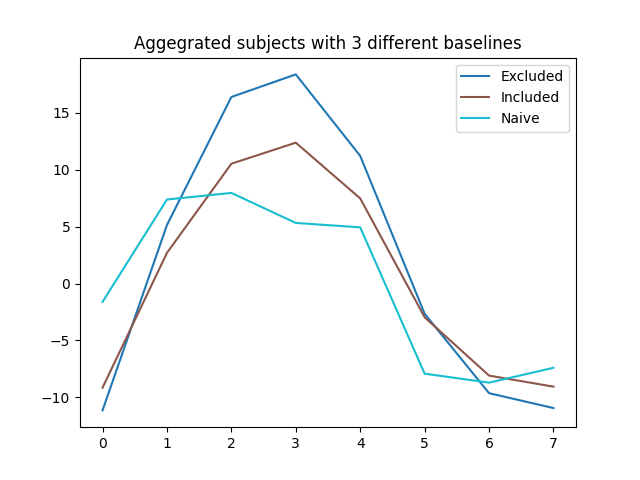 Aggegrated subjects with 3 different baselines
Excluded
Included
Naive
15
10
5
0
−5
−10
0 1 2 3 4 5 6 7